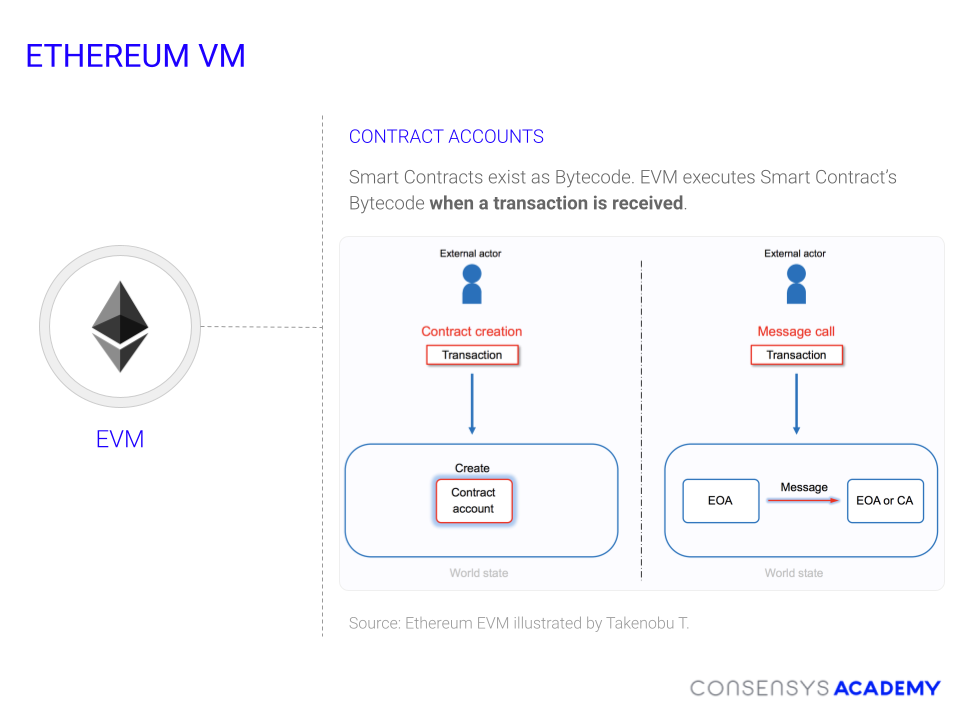 ETHEREUM VM
CONTRACT ACCOUNTS
Smart Contracts exist as Bytecode. EVM executes Smart Contract’s
Bytecode when a transaction is received.
EVM
External actor
Contract creation
Transaction
Create
Contract
account
World state
External actor
Message call
Transaction
EOA
Message
EOA or CA
World state
Source: Ethereum EVM illustrated by Takenobu T.
CONSENSYS ACADEMY